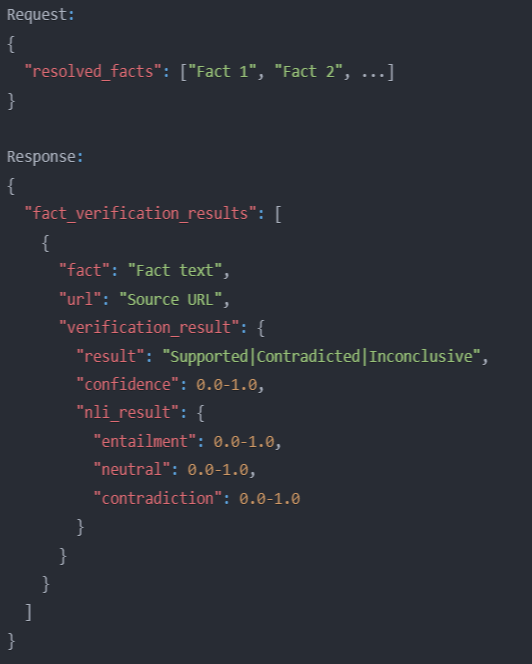 Request:
{
  "resolved_facts": ["Fact 1", "Fact 2", ...]
}

Response:
{
  "fact_verification_results": [
    {
      "fact": "Fact text",
      "url": "Source URL",
      "verification_result": {
        "result": "Supported|Contradicted|Inconclusive",
        "confidence": 0.0-1.0,
        "nli_result": {
          "entailment": 0.0-1.0,
          "neutral": 0.0-1.0,
          "contradiction": 0.0-1.0
        }
      }
    }
  ]
}